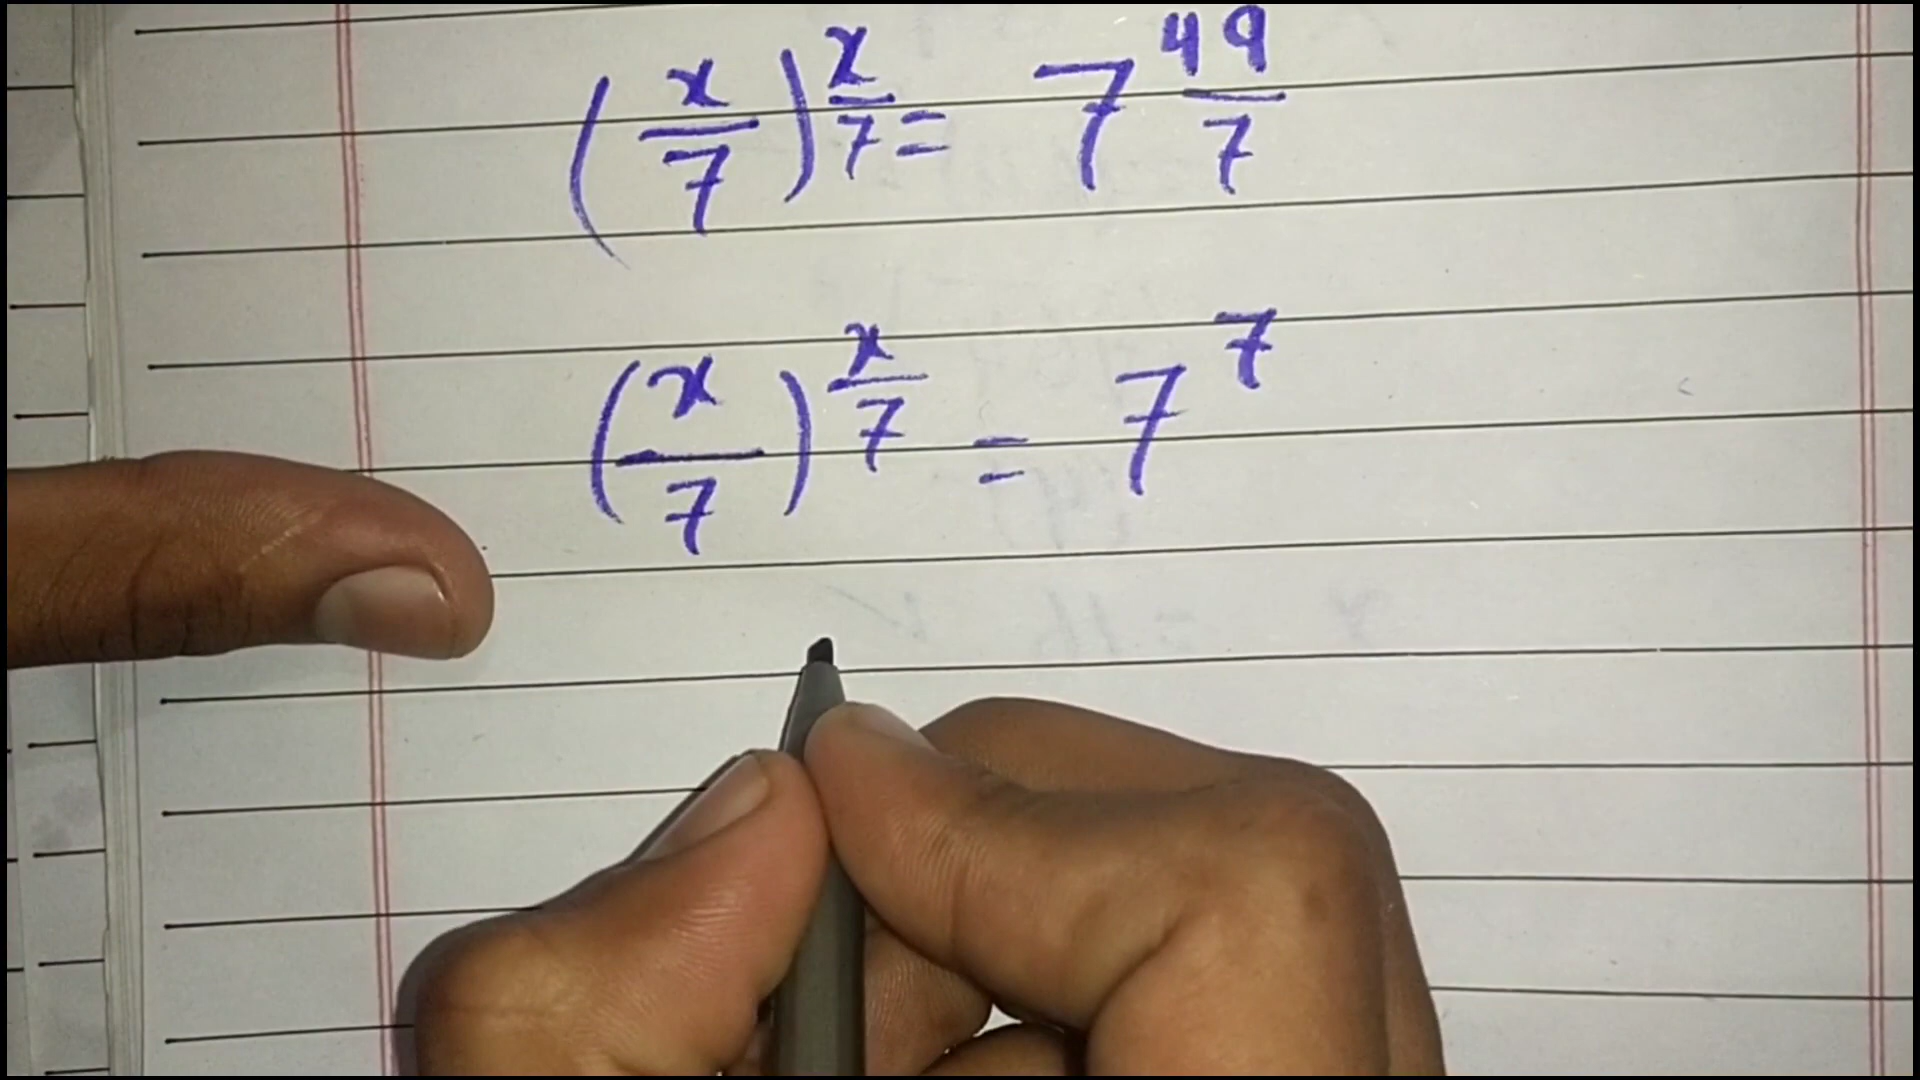 (x/7)^(x/7) = 7^(49/7)
(x/7)^(x/7) = 7^7